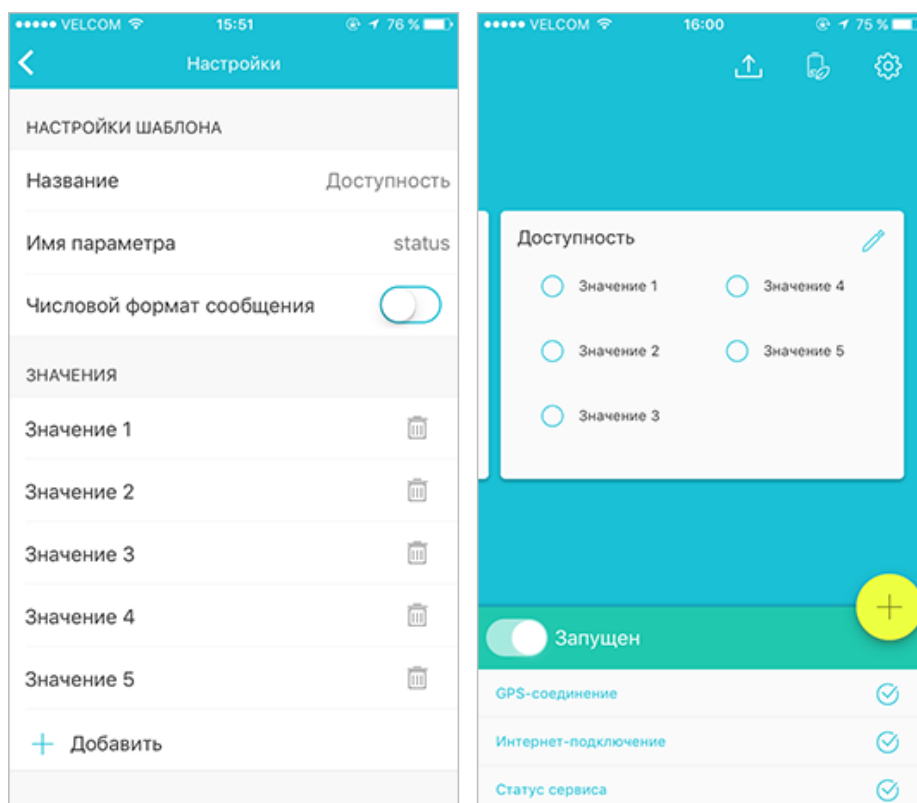 VELCOM 15:51 76 %
Настройки
НАСТРОЙКИ ШАБЛОНА
Название Доступность
Имя параметра status
Числовой формат сообщения
ЗНАЧЕНИЯ
Значение 1
Значение 2
Значение 3
Значение 4
Значение 5
+ Добавить
VELCOM 16:00 75 %
Доступность
Значение 1 Значение 4
Значение 2 Значение 5
Значение 3
+
Запущен
GPS-соединение
Интернет-подключение
Статус сервиса